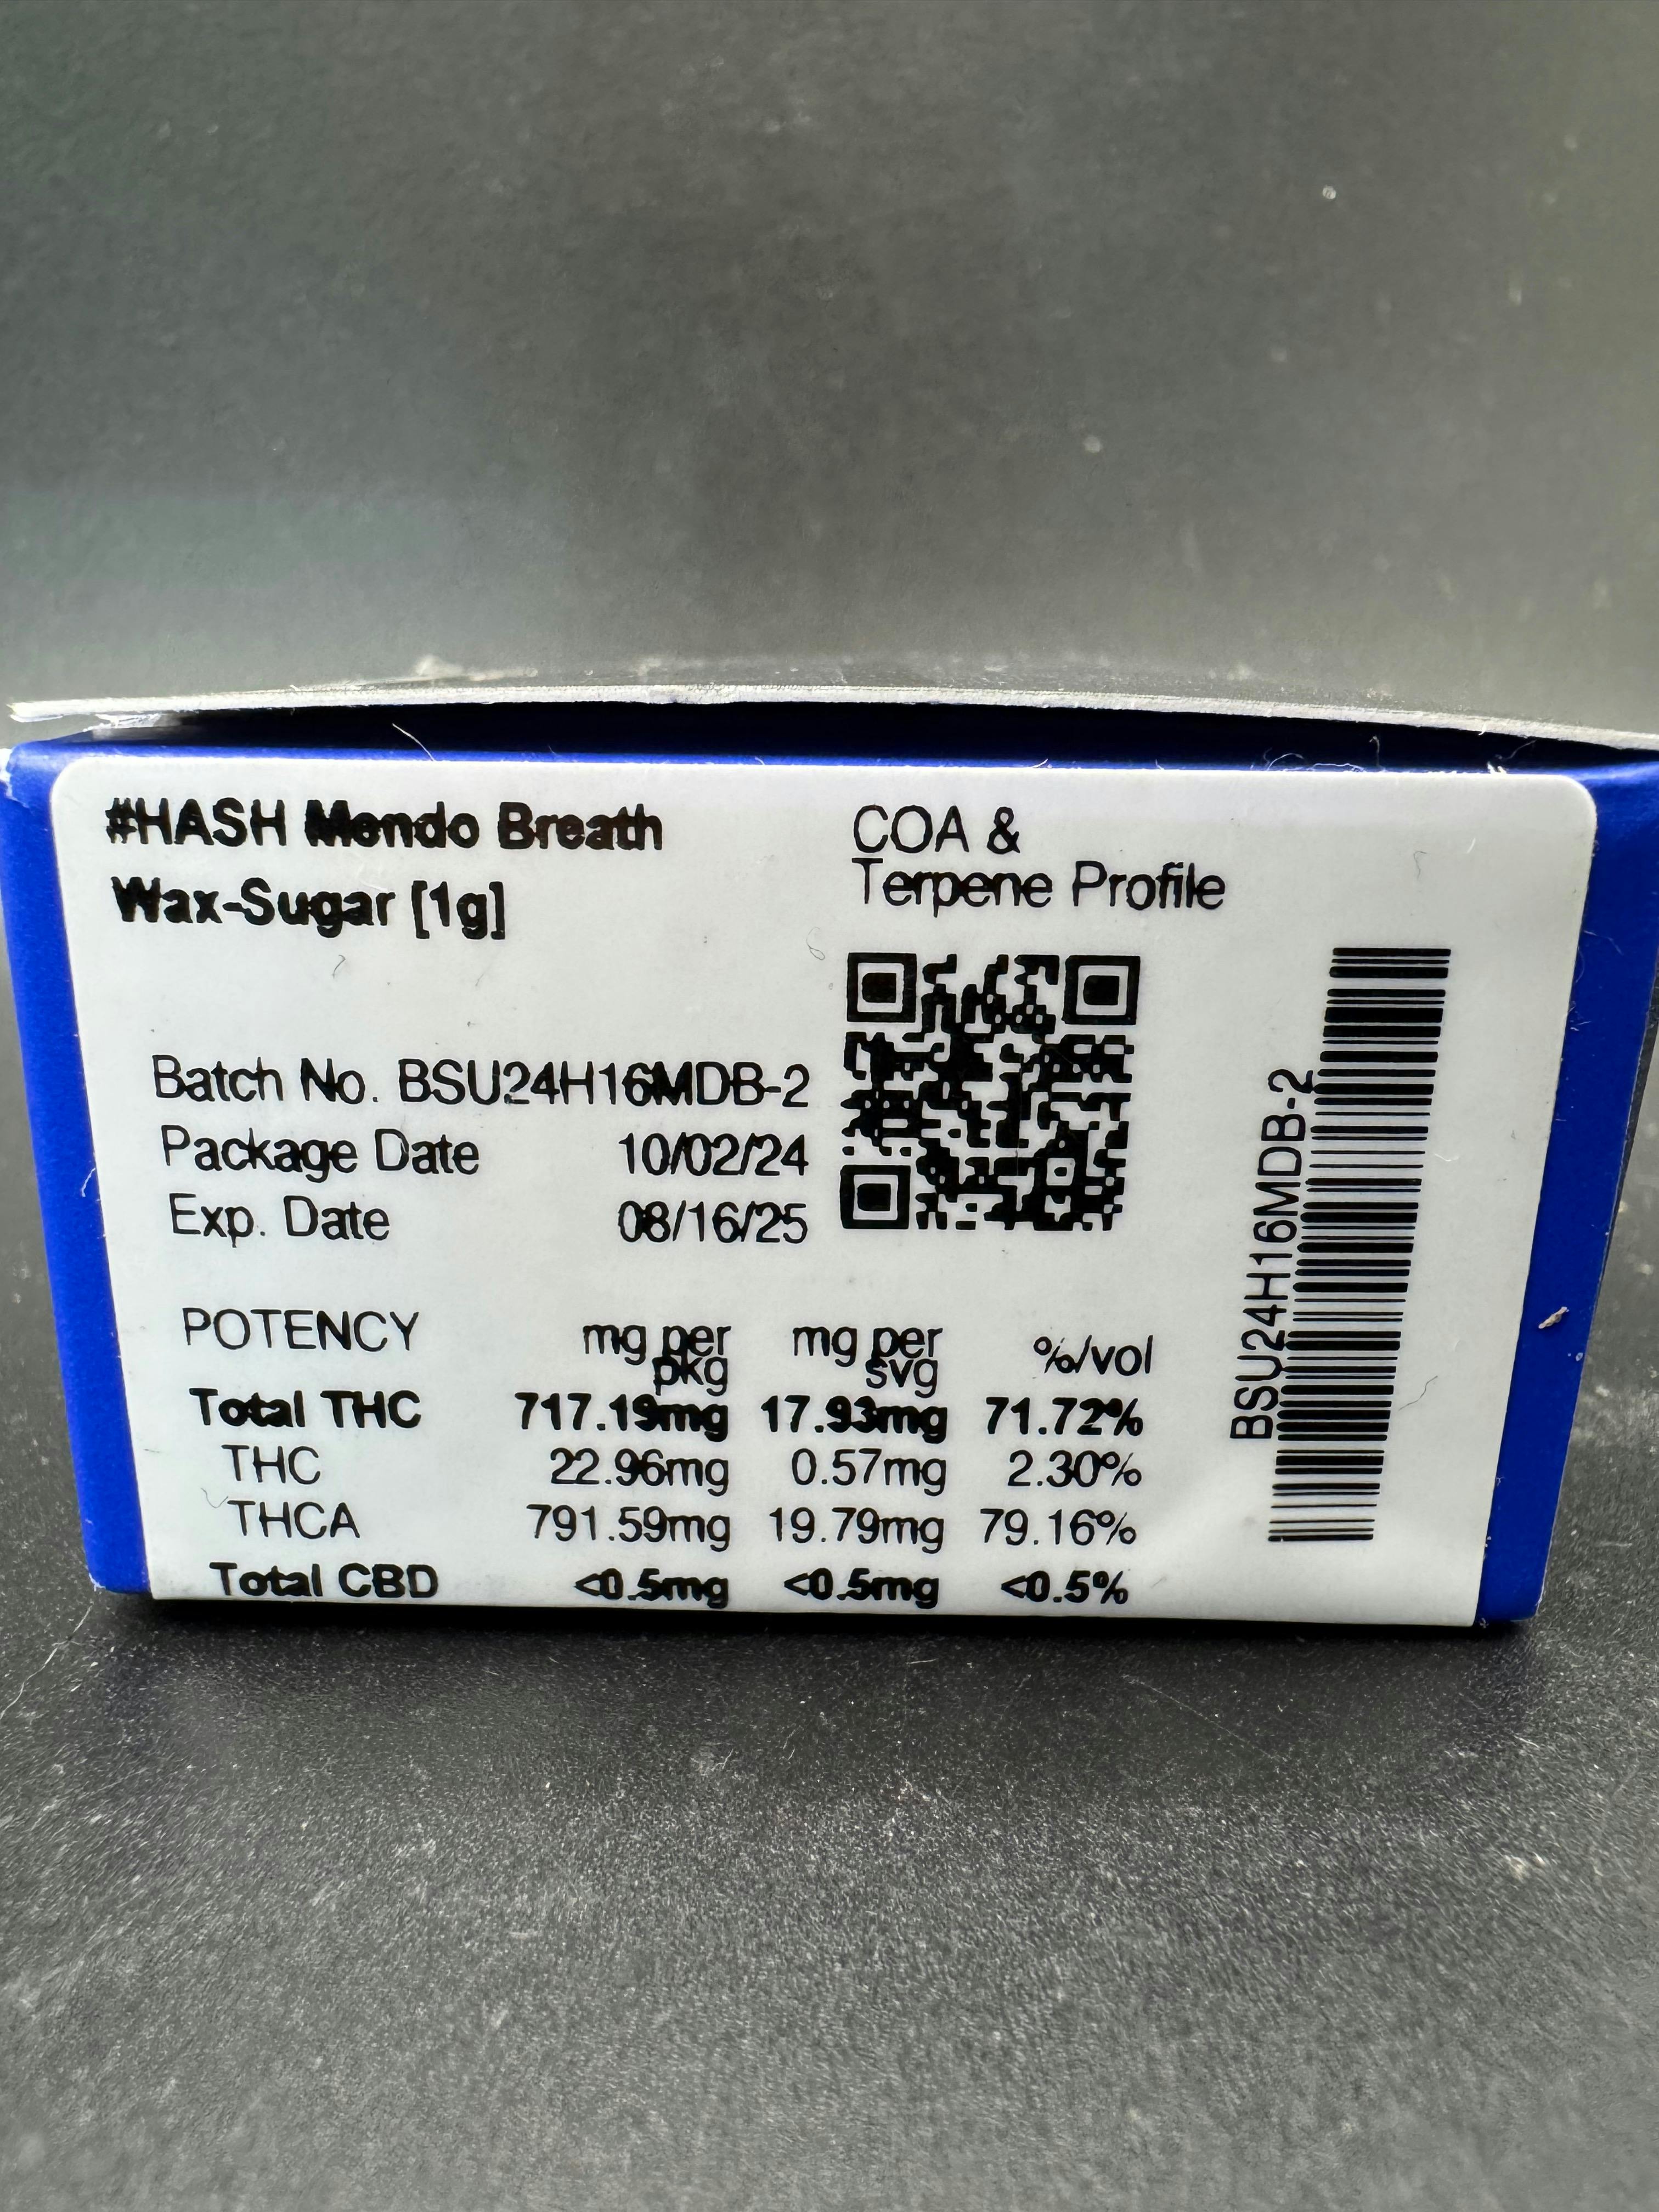 #HASH Mendo Breath
Wax-Sugar [1g]
COA &
Terpene Profile
Batch No. BSU24H16MDB-2
Package Date 10/02/24
Exp. Date 08/16/25
POTENCY mg per pkg mg per svg %/vol
Total THC 717.19mg 17.93mg 71.72%
THC 22.96mg 0.57mg 2.30%
THCA 791.59mg 19.79mg 79.16%
Total CBD <0.5mg <0.5mg <0.5%
BSU24H16MDB-2